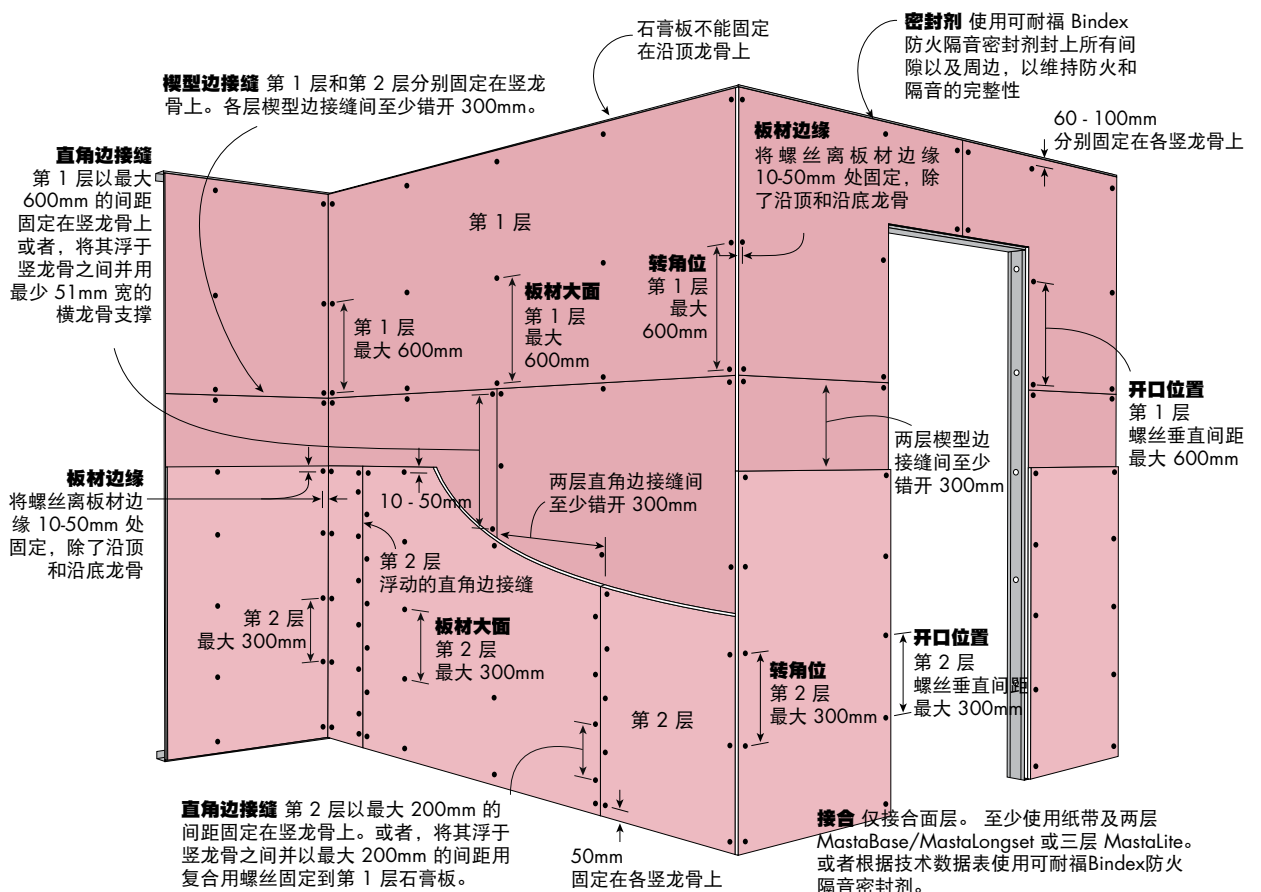 石膏板不能固定
在沿顶龙骨上
密封剂 使用可耐福 Bindex
防火隔音密封剂封上所有间
隙以及周边，以维持防火和
隔音的完整性
楔型边接缝 第 1 层和第 2 层分别固定在竖龙
骨上。各层楔型边接缝间至少错开 300mm。
60 - 100mm
分别固定在各竖龙骨上
直角边接缝
第 1 层以最大
600mm 的间距
固定在竖龙骨上
或者，将其浮于
竖龙骨之间并用
最少 51mm 宽的
横龙骨支撑
板材边缘
将螺丝离板材边缘
10-50mm 处固定，除
了沿顶和沿底龙骨
第 1 层
转角位
第 1 层
最大
600mm
板材大面
第 1 层
最大
600mm
第 1 层
最大 600mm
开口位置
第 1 层
螺丝垂直间距
最大 600mm
两层楔型边
接缝间至少
错开 300mm
板材边缘
将螺丝离板材边
缘 10-50mm 处
固定，除了沿顶
和沿底龙骨
10 - 50mm
两层直角边接缝间
至少错开 300mm
第 2 层
浮动的直角边接缝
第 2 层
最大 300mm
板材大面
第 2 层
最大 300mm
开口位置
第 2 层
螺丝垂直间距
最大 300mm
转角位
第 2 层
最大 300mm
第 2 层
直角边接缝 第 2 层以最大 200mm 的
间距固定在竖龙骨上。或者，将其浮于
竖龙骨之间并以最大 200mm 的间距用
复合用螺丝固定到第 1 层石膏板。
50mm
固定在各竖龙骨上
接合 仅接合面层。 至少使用纸带及两层
MastaBase/MastaLongset 或三层 MastaLite。
或者根据技术数据表使用可耐福Bindex防火
隔音密封剂。